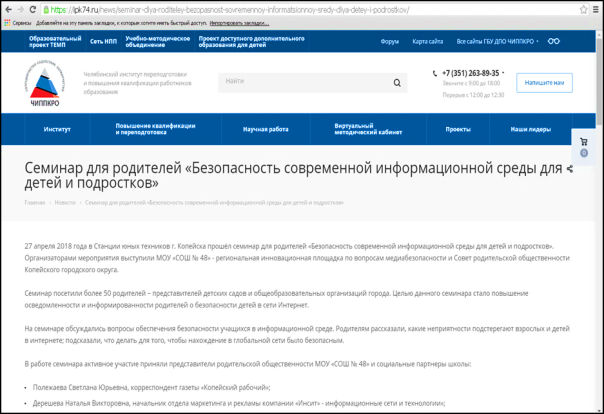 https://ipk74.ru/news/seminar-dlya-roditeley-bezopasnost-sovremennoy-informatsionnoy-sredy-dlya-detey-i-podrostkov/
Сервисы Добавляйте на эту панель закладки, к которым хотите иметь быстрый доступ. Импортировать закладки...
Образовательный проект ТЕМП
Сеть НПП
Учебно-методическое объединение
Проект доступного дополнительного образования для детей
Форум
Карта сайта
Все сайты ГБУ ДПО ЧИППКРО
ЧИППКРО
Челябинский институт переподготовки
и повышения квалификации работников
образования
Найти
+7 (351) 263-89-35
Звоните с 9:00 до 18:00
Перерыв с 12:00 до 12:30
Напишите нам
Институт
Повышение квалификации
и переподготовка
Научная работа
Виртуальный
методический кабинет
Проекты
Наши лидеры
0
Семинар для родителей «Безопасность современной информационной среды для
детей и подростков»
Главная
Новости
Семинар для родителей «Безопасность современной информационной среды для детей и подростков»
27 апреля 2018 года в Станции юных техников г. Копейска прошёл семинар для родителей «Безопасность современной информационной среды для детей и подростков».
Организаторами мероприятия выступили МОУ «СОШ № 48» - региональная инновационная площадка по вопросам медиабезопасности и Совет родительской общественности
Копейского городского округа.
Семинар посетили более 50 родителей – представителей детских садов и общеобразовательных организаций города. Целью данного семинара стало повышение
осведомленности и информированности родителей о безопасности детей в сети Интернет.
На семинаре обсуждались вопросы обеспечения безопасности учащихся в информационной среде. Родителям рассказали, какие неприятности подстерегают взрослых и детей
в интернете; подсказали, что делать для того, чтобы нахождение в глобальной сети было безопасным.
В работе семинара активное участие приняли представители родительской общественности МОУ «СОШ № 48» и социальные партнеры школы:
• Полежаева Светлана Юрьевна, корреспондент газеты «Копейский рабочий»;
• Дерешева Наталья Викторовна, начальник отдела маркетинга и рекламы компании «Инсит» - информационные сети и технологии»;